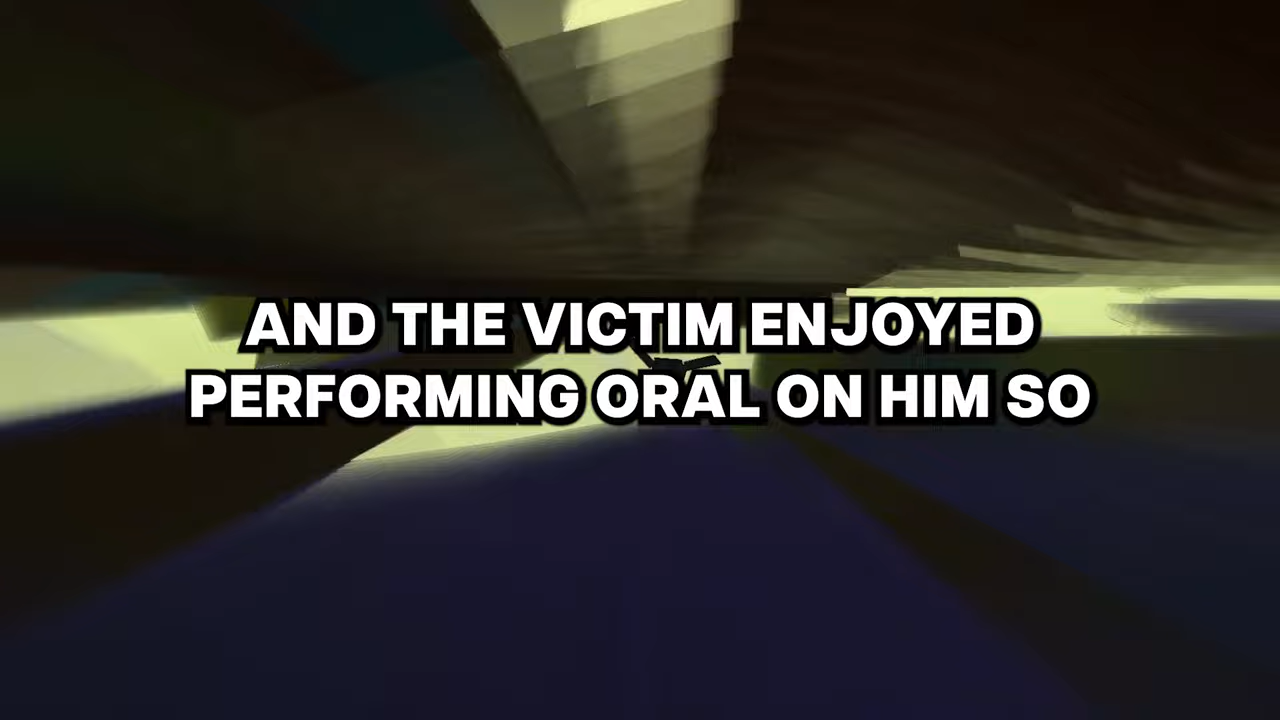 AND THE VICTIM ENJOYED
PERFORMING ORAL ON HIM SO